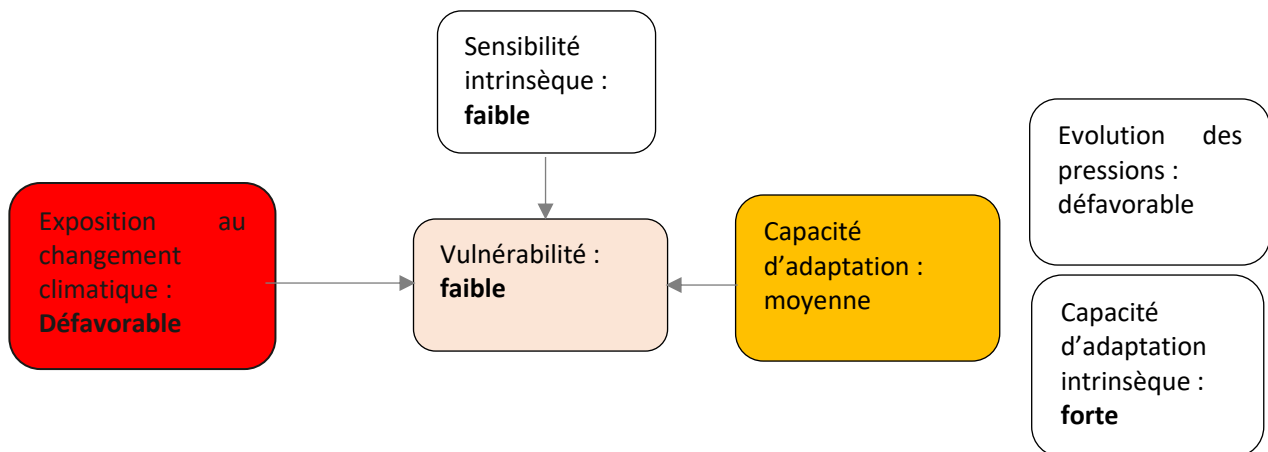 Sensibilité
intrinsèque :
faible
Evolution des
pressions :
défavorable
Exposition au
changement
climatique :
Défavorable
Vulnérabilité :
faible
Capacité
d’adaptation :
moyenne
Capacité
d’adaptation
intrinsèque :
forte